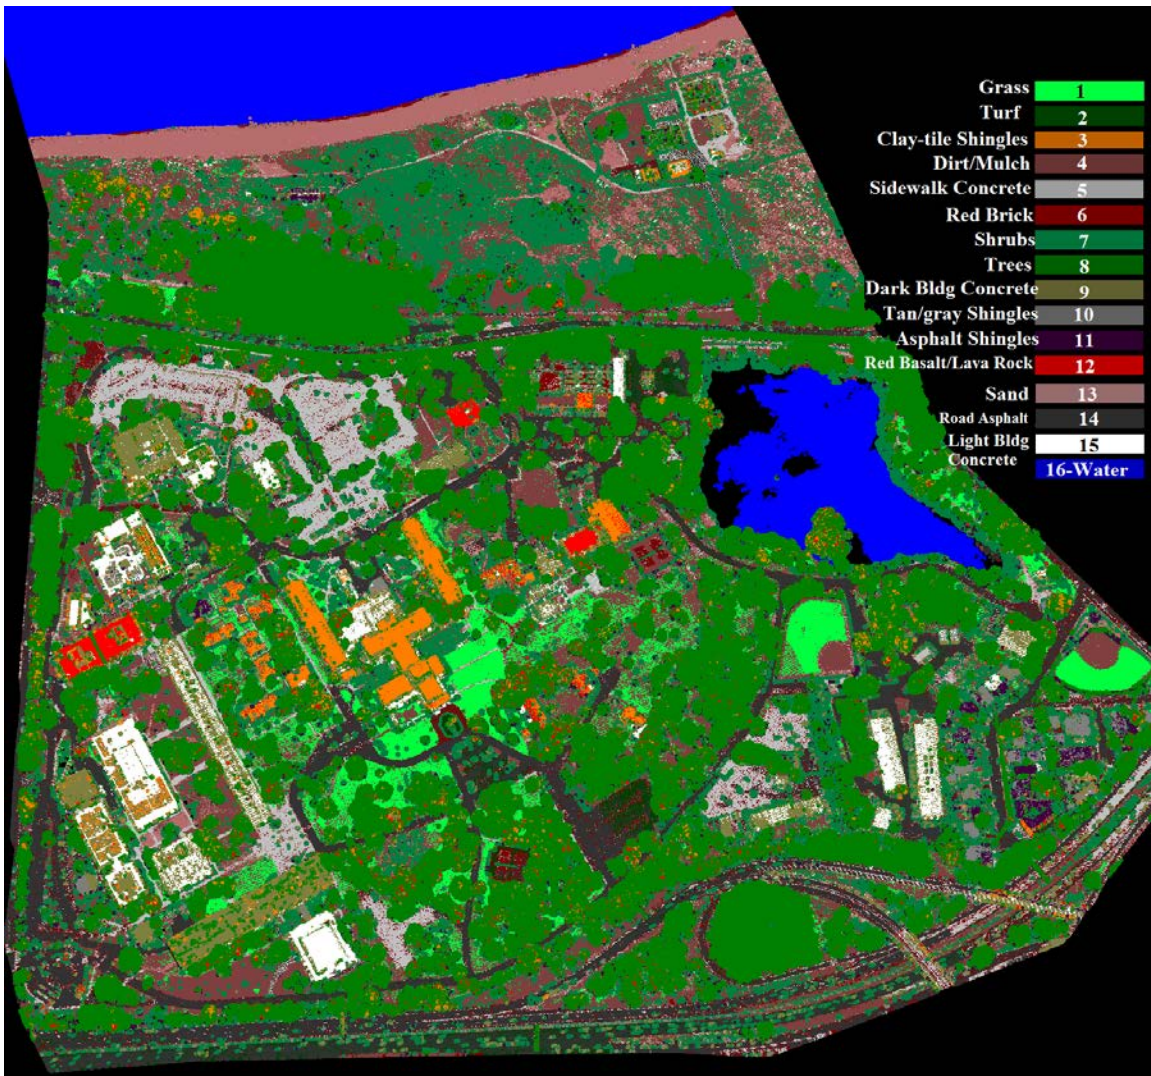 Grass 1
Turf 2
Clay-tile Shingles 3
Dirt/Mulch 4
Sidewalk Concrete 5
Red Brick 6
Shrubs 7
Trees 8
Dark Bldg Concrete 9
Tan/gray Shingles 10
Asphalt Shingles 11
Red Basalt/Lava Rock 12
Sand 13
Road Asphalt 14
Light Bldg 15
Concrete 16-Water